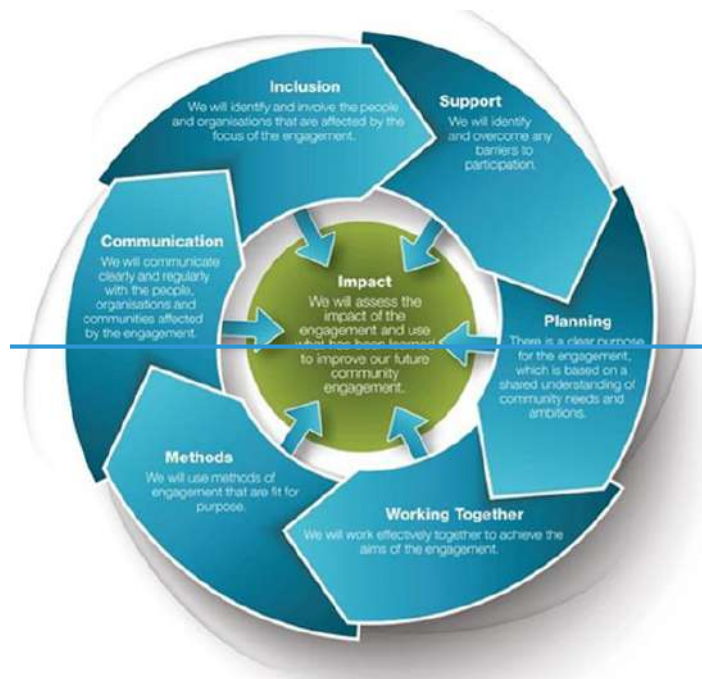 Inclusion
We will identify and involve the people
and organisations that are affected by the
focus of the engagement.
Support
We will identify
and overcome any
barriers to
participation.
Planning
There is a clear purpose
for the engagement,
which is based on a
shared understanding of
community needs and
ambitions.
Working Together
We will work effectively together to achieve the
aims of the engagement.
Methods
We will use methods of
engagement that are fit for
purpose.
Communication
We will communicate
clearly and regularly
with the people,
organisations and
communities affected
by the engagement.
Impact
We will assess the
impact of the
engagement and use
what has been learned
to improve our future
community
engagement.